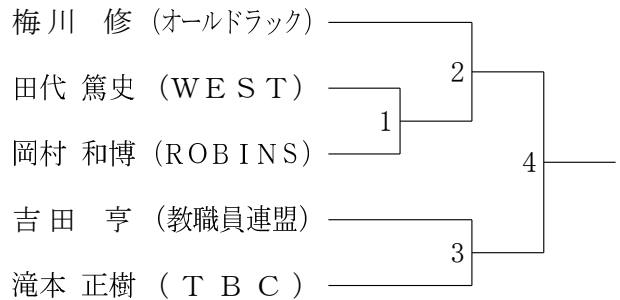 梅川 修 (オールドラック)
田代 篤史 (WEST)
岡村 和博 (ROBINS)
吉田 亨 (教職員連盟)
滝本 正樹 (TBC)
1
2
3
4